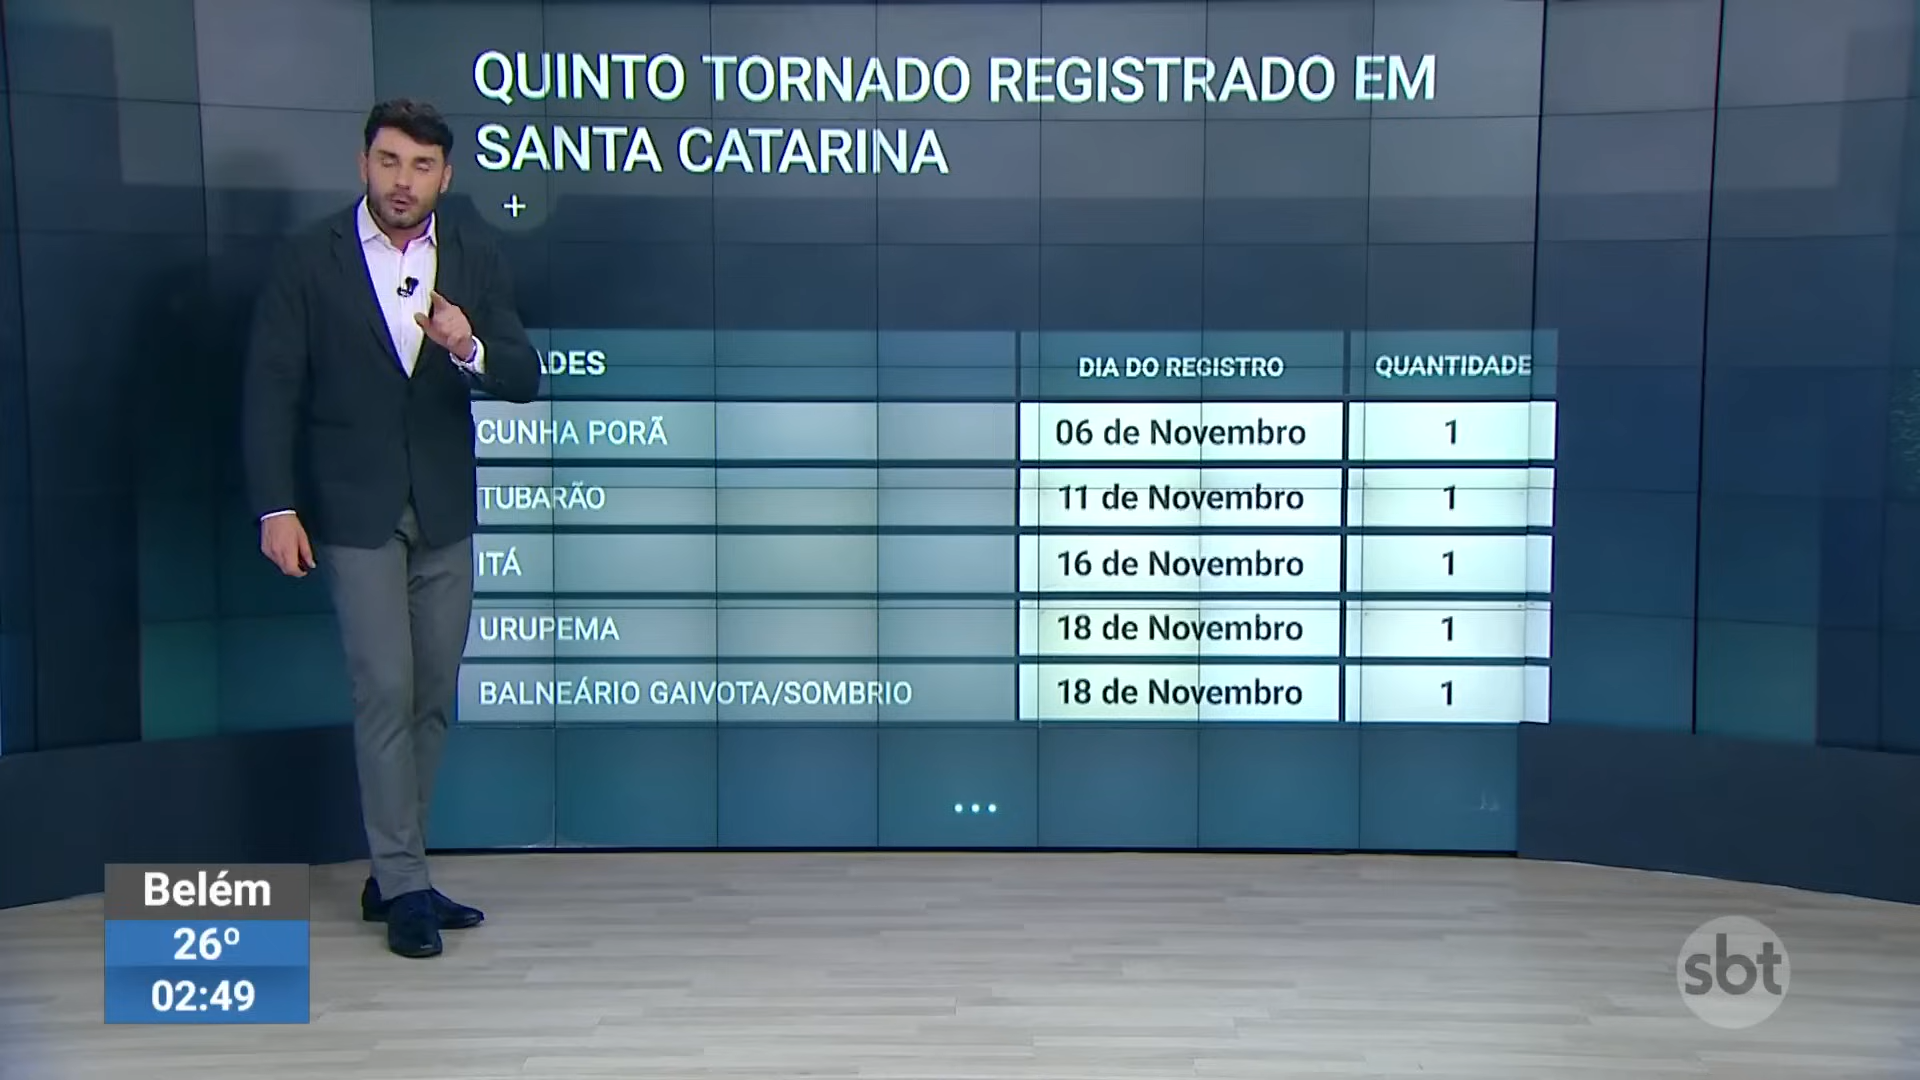 QUINTO TORNADO REGISTRADO EM
SANTA CATARINA
+
DIA DO REGISTRO
QUANTIDADE
CUNHA PORÃ
06 de Novembro
1
TUBARÃO
11 de Novembro
1
ITÁ
16 de Novembro
1
URUPEMA
18 de Novembro
1
BALNEÁRIO GAIVOTA/SOMBRIO
18 de Novembro
1
...
Belém
26º
02:49
sbt